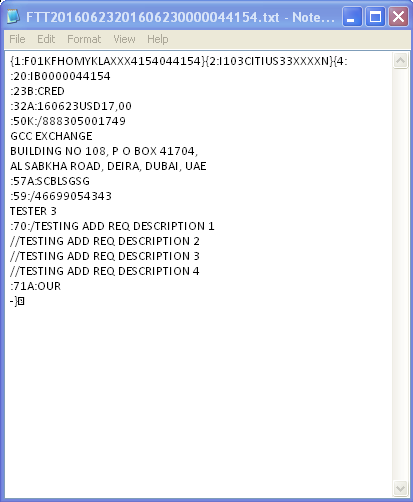 FTT20160623201606230000044154.txt - Note...
File Edit Format View Help
{1:F01KFHOMYKLAXXX4154044154}{2:I103CITIUS33XXXXN}{4:
:20:IB0000044154
:23B:CRED
:32A:160623USD17,00
:50K:/888305001749
GCC EXCHANGE
BUILDING NO 108, P O BOX 41704,
AL SABKHA ROAD, DEIRA, DUBAI, UAE
:57A:SCBLSGSG
:59:/46699054343
TESTER 3
:70:/TESTING ADD REQ DESCRIPTION 1
//TESTING ADD REQ DESCRIPTION 2
//TESTING ADD REQ DESCRIPTION 3
//TESTING ADD REQ DESCRIPTION 4
:71A:OUR
-}